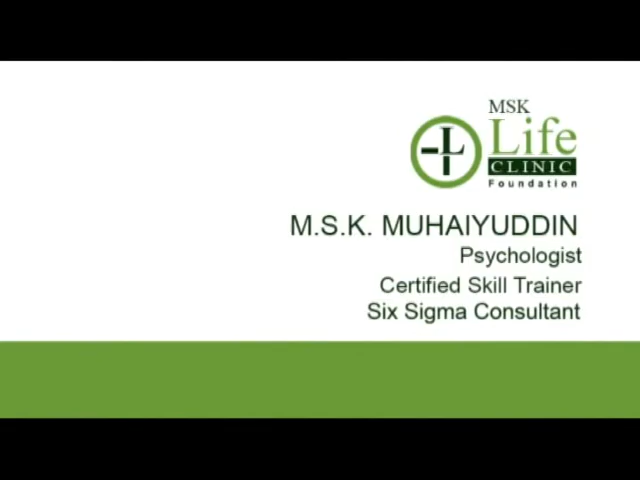 MSK
Life
CLINIC
Foundation
M.S.K. MUHAIYUDDIN
Psychologist
Certified Skill Trainer
Six Sigma Consultant